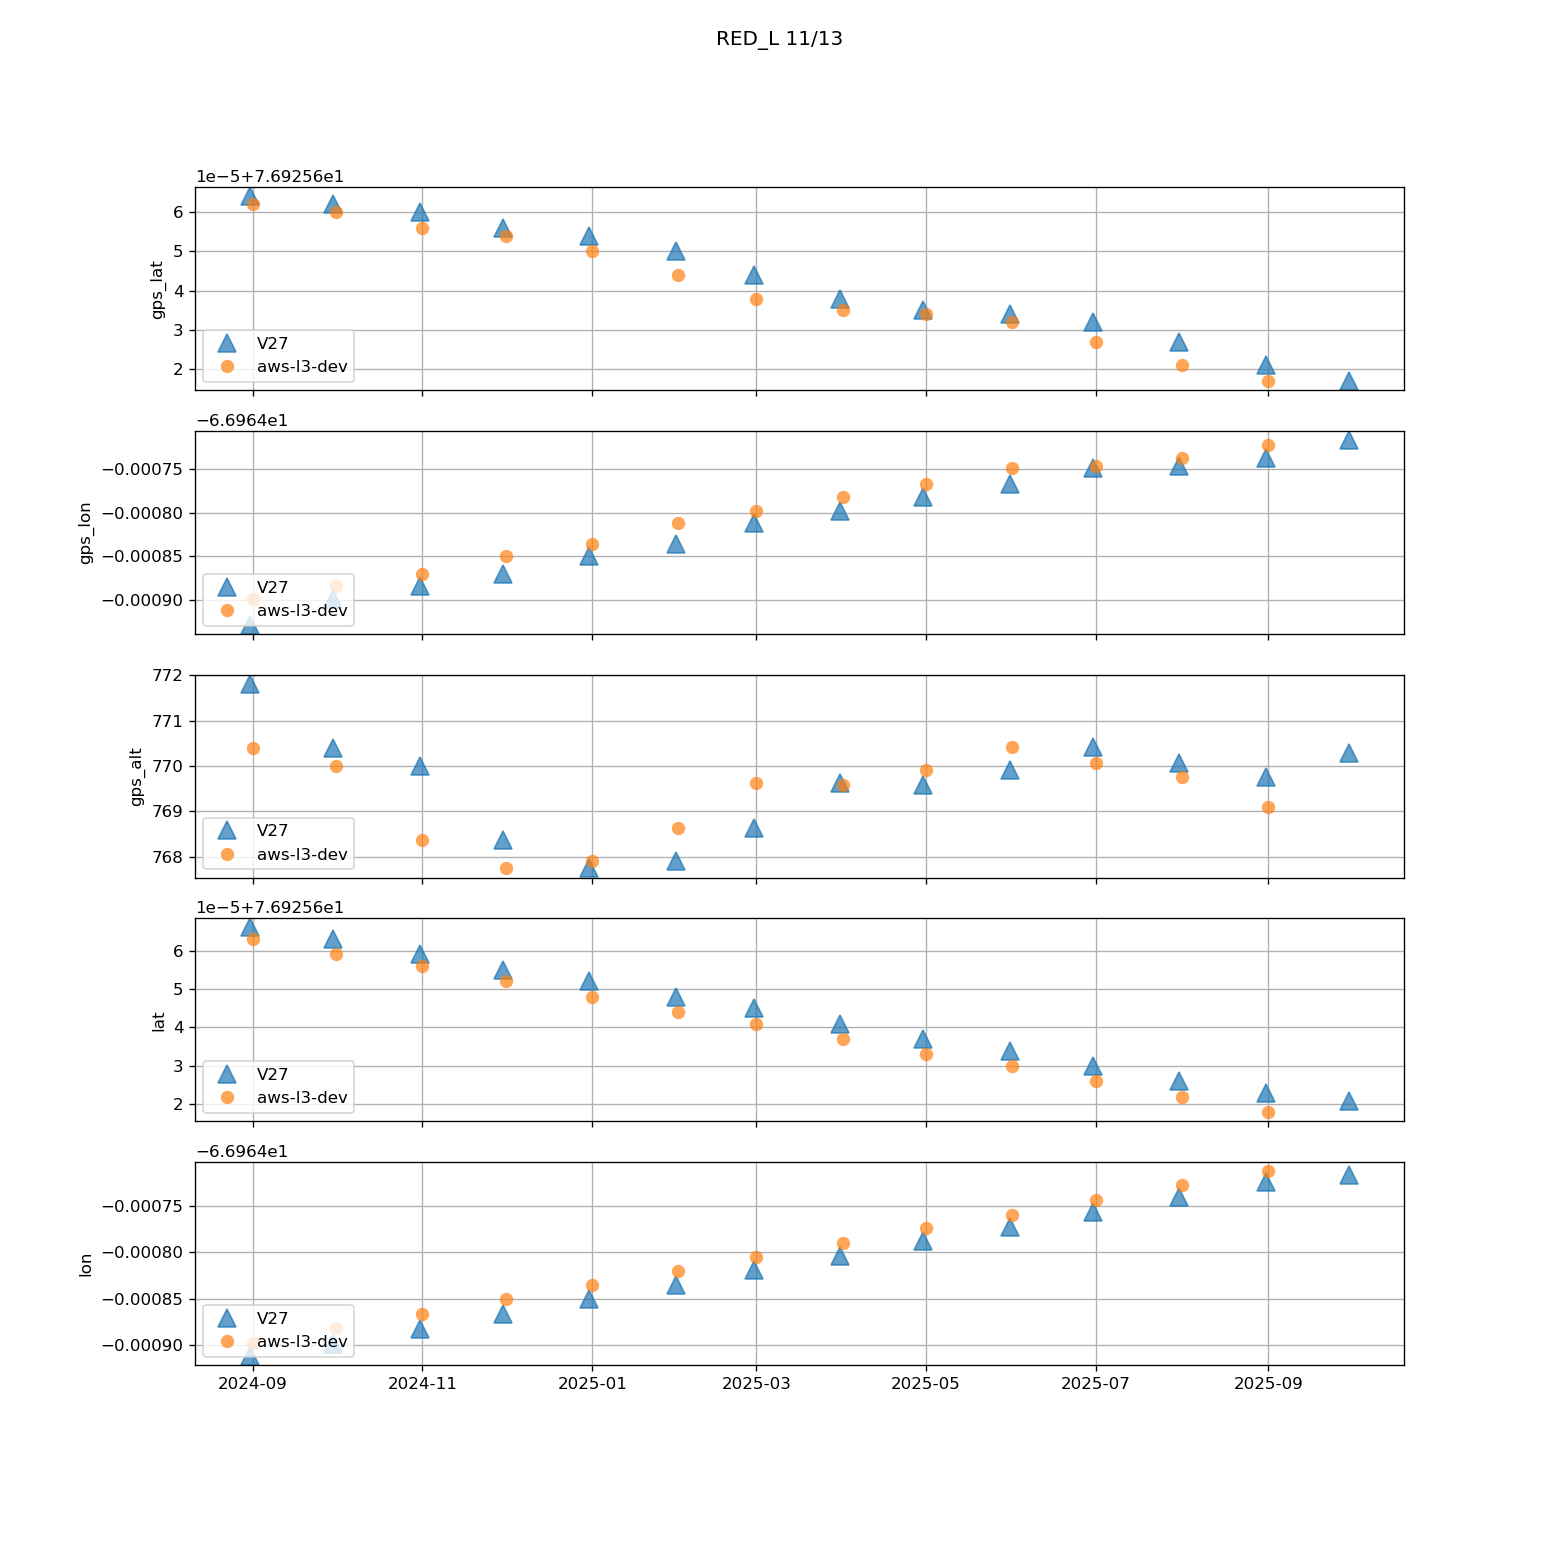 RED_L 11/13
1e−5+7.69256e1
6
5
4
3
2
gps_lat
V27
aws-l3-dev
−6.6964e1
−0.00075
−0.00080
−0.00085
−0.00090
gps_lon
V27
aws-l3-dev
772
771
770
769
768
gps_alt
V27
aws-l3-dev
1e−5+7.69256e1
6
5
4
3
2
lat
V27
aws-l3-dev
−6.6964e1
−0.00075
−0.00080
−0.00085
−0.00090
lon
V27
aws-l3-dev
2024-09 2024-11 2025-01 2025-03 2025-05 2025-07 2025-09